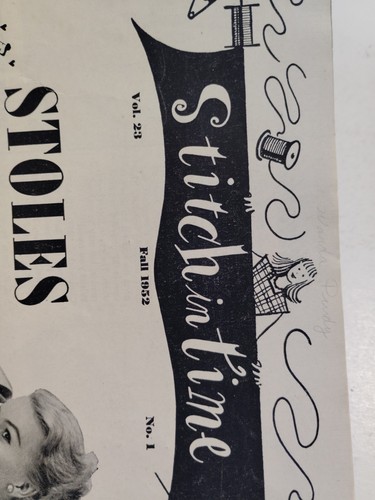 Stitch in time
Vol. 23
Fall 1952
No. 1
STOLES